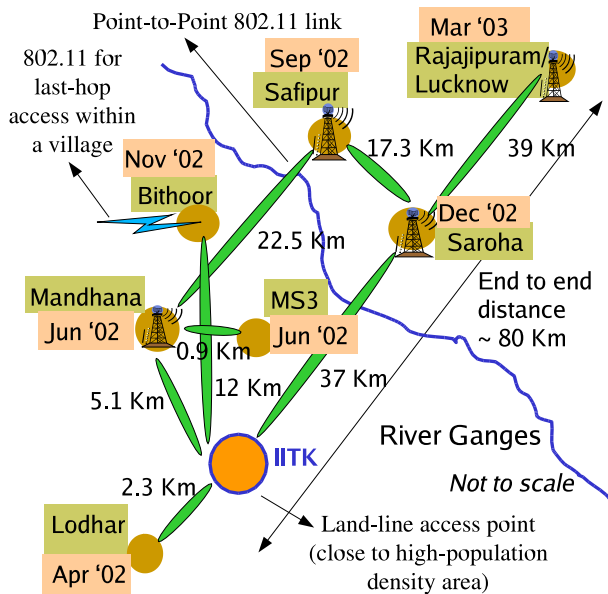 Point-to-Point 802.11 link
802.11 for
last-hop
access within
a village
Sep ‘02
Safipur
Mar ‘03
Rajajipuram/
Lucknow
17.3 Km
39 Km
Nov ‘02
Bithoor
Dec ‘02
Saroha
22.5 Km
End to end
distance
~ 80 Km
Mandhana
Jun ‘02
MS3
Jun ‘02
0.9 Km
5.1 Km
12 Km
37 Km
River Ganges
IITK
Not to scale
2.3 Km
Lodhar
Apr ‘02
Land-line access point
(close to high-population
density area)